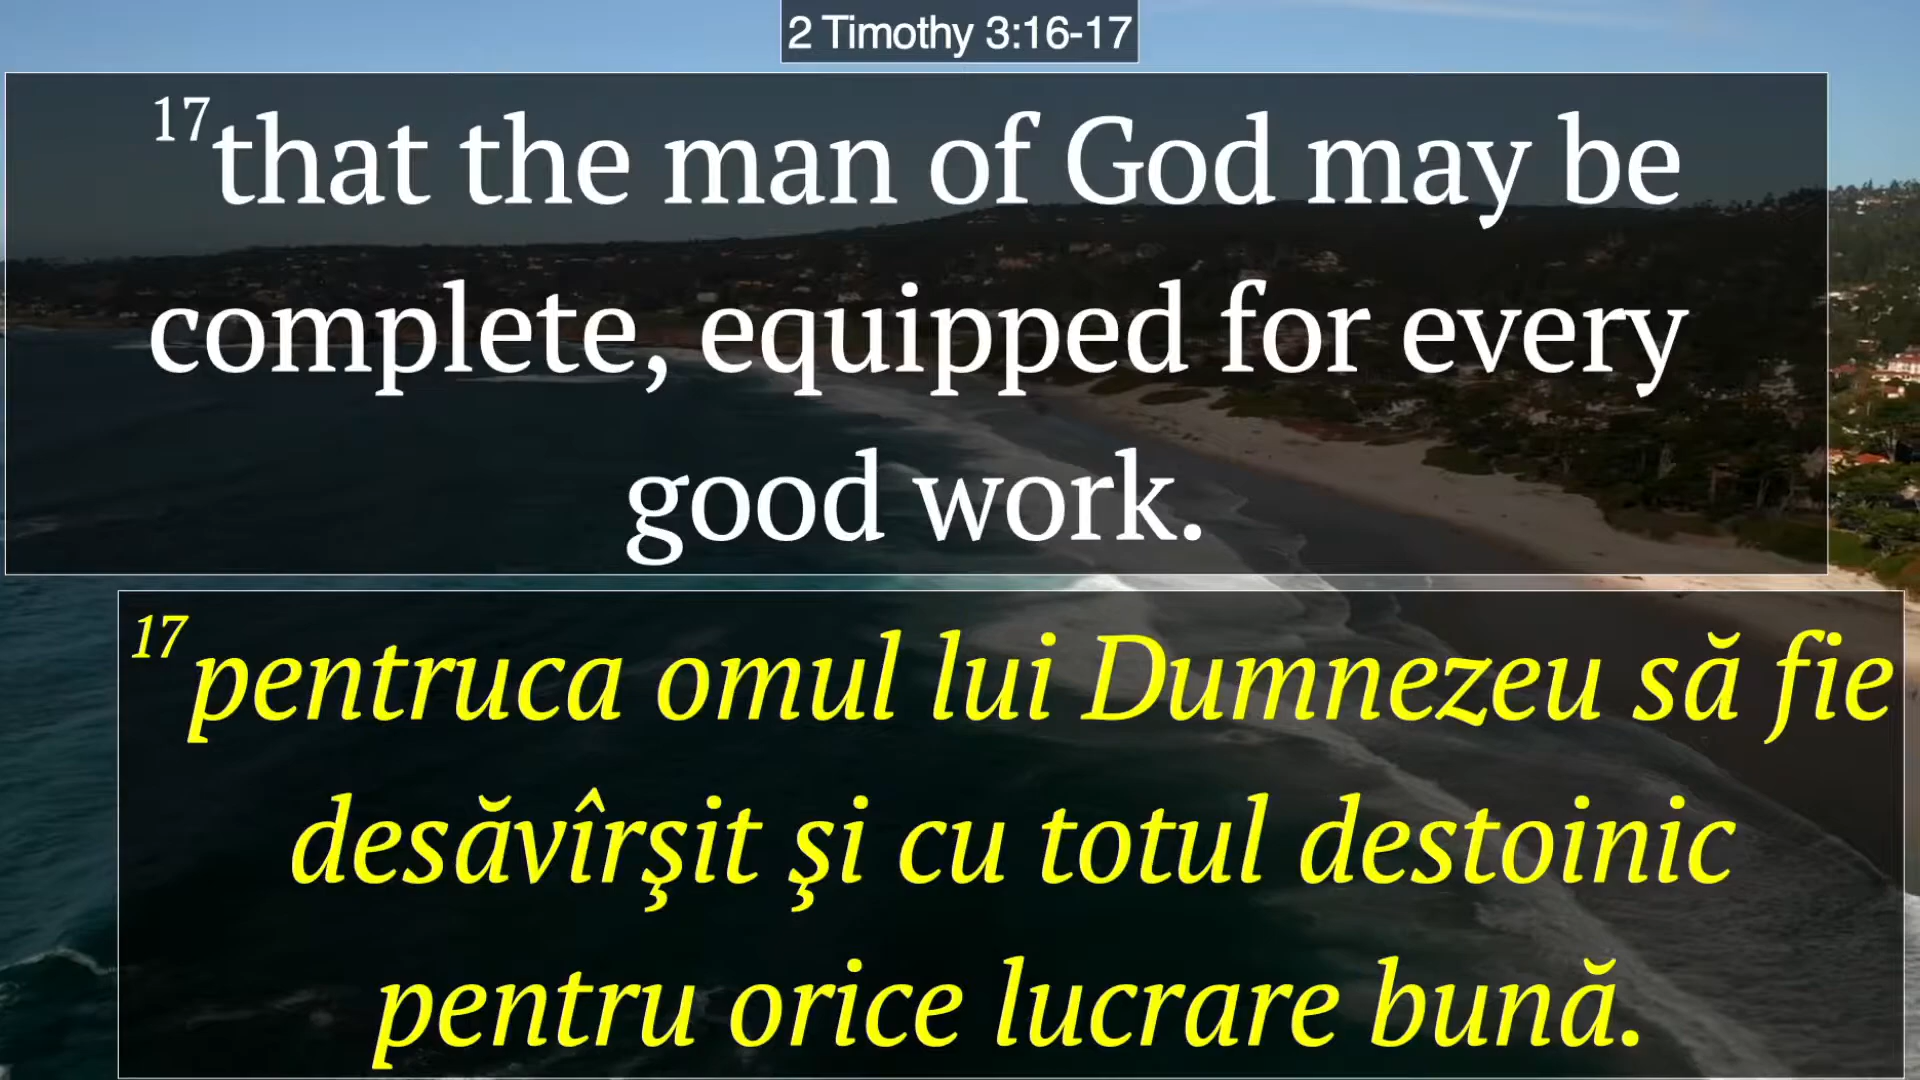 2 Timothy 3:16-17
17that the man of God may be
complete, equipped for every
good work.
17pentruca omul lui Dumnezeu să fie
desăvîrşit şi cu totul destoinic
pentru orice lucrare bună.